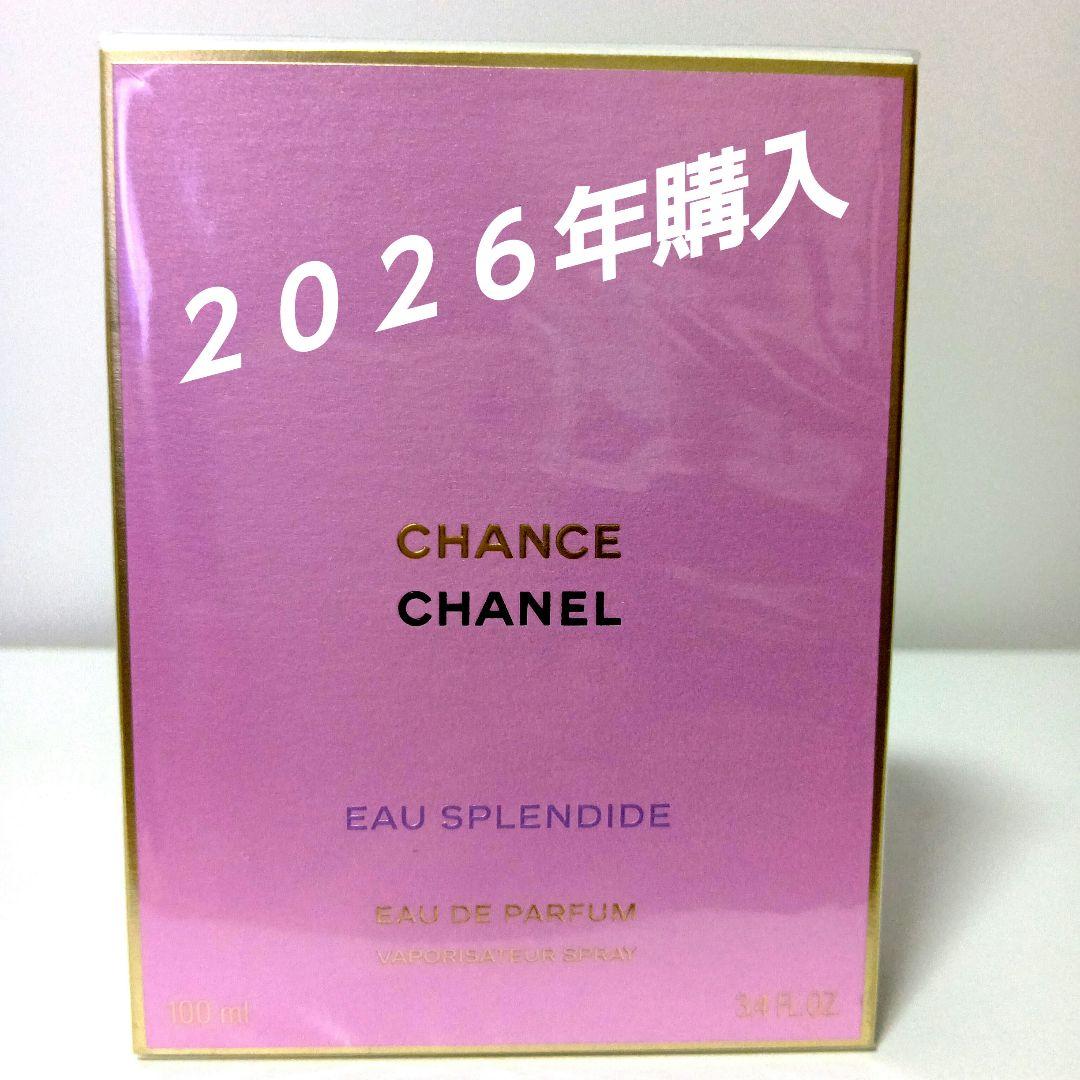 ２０２６年購入
CHANCE
CHANEL
EAU SPLENDIDE
EAU DE PARFUM
VAPORISATEUR SPRAY
100 ml
3.4 FL.OZ.